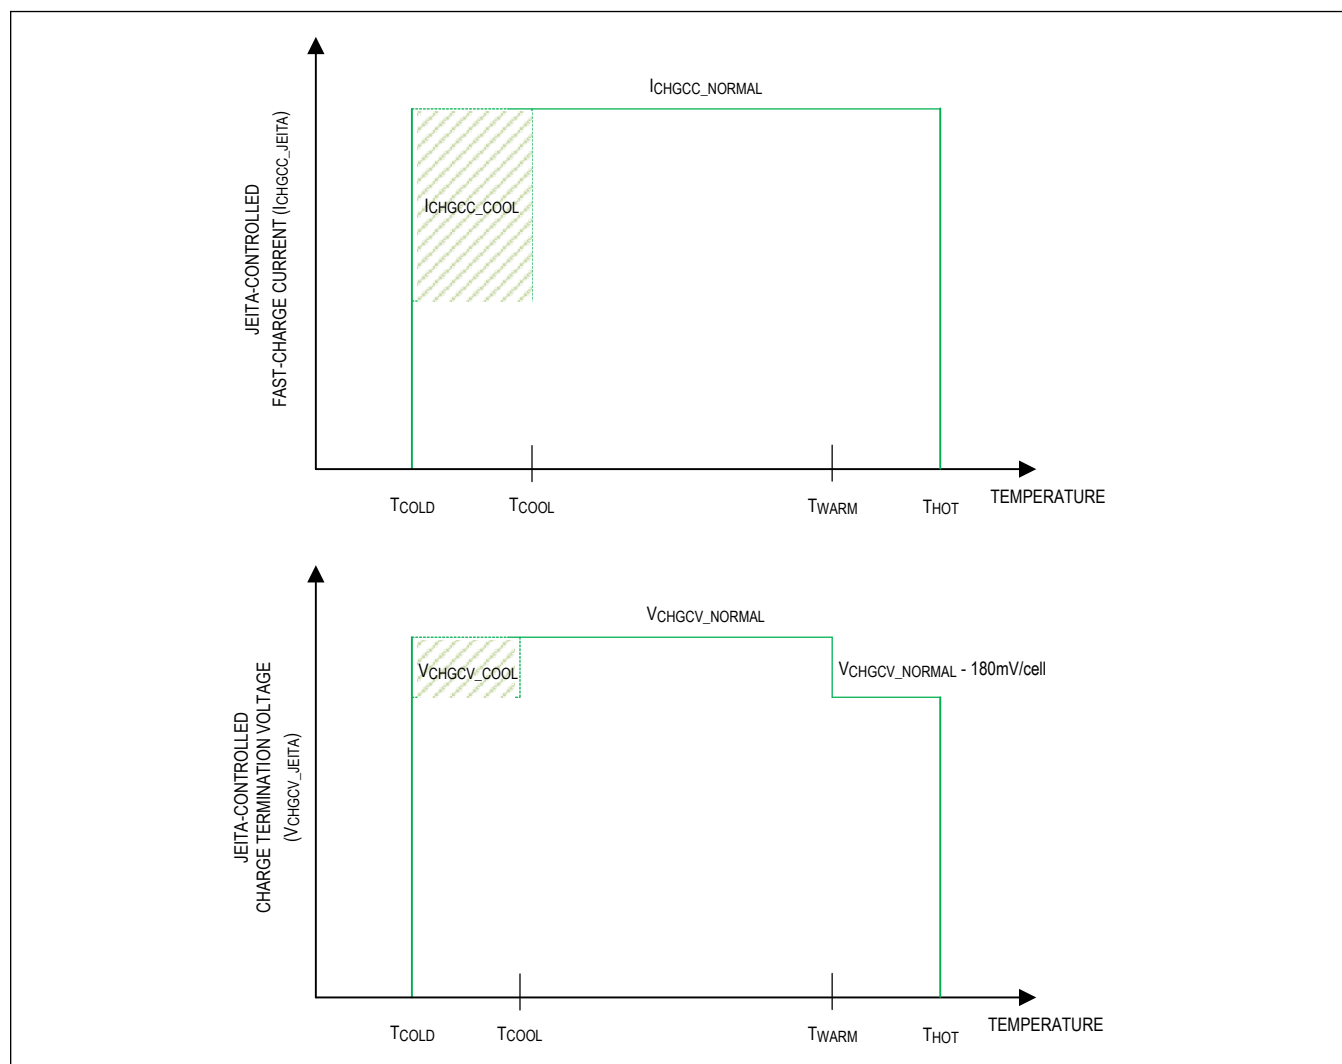 ICHGCC_NORMAL
JEITA-CONTROLLED
FAST-CHARGE CURRENT (ICHGCC_JEITA)
ICHGCC_COOL
TCOLD
TCOOL
TWARM
THOT
TEMPERATURE
VCHGCV_NORMAL
JEITA-CONTROLLED
CHARGE TERMINATION VOLTAGE
(VCHGCV_JEITA)
VCHGCV_COOL
VCHGCV_NORMAL - 180mV/cell
TCOLD
TCOOL
TWARM
THOT
TEMPERATURE